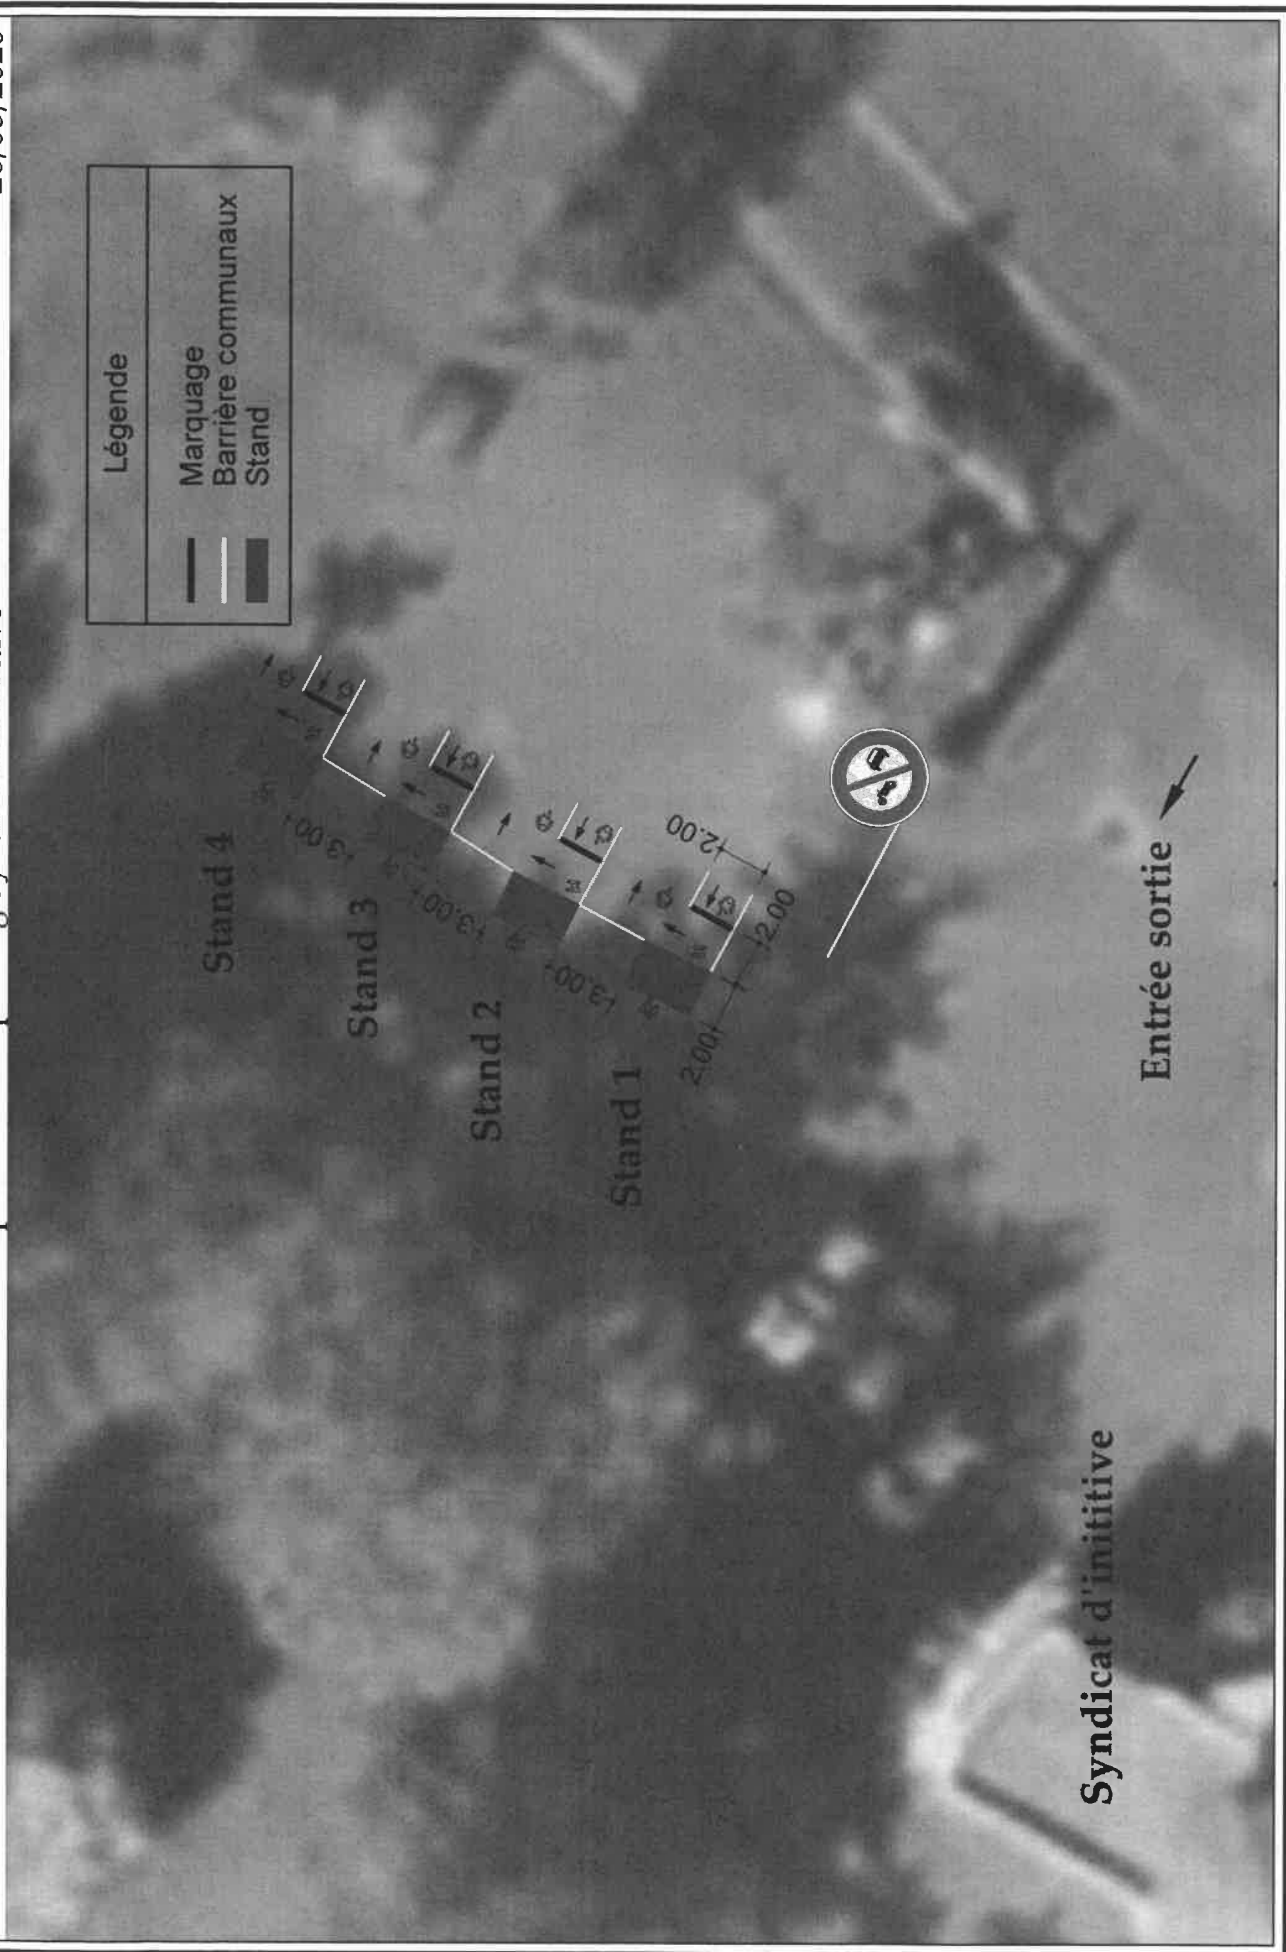 Légende
Marquage
Barrière communaux
Stand
Stand 4
Stand 3
Stand 2
Stand 1
3.00
3.00
3.00
2.00
2.00
2.00
Entrée sortie
Syndicat d'inititive